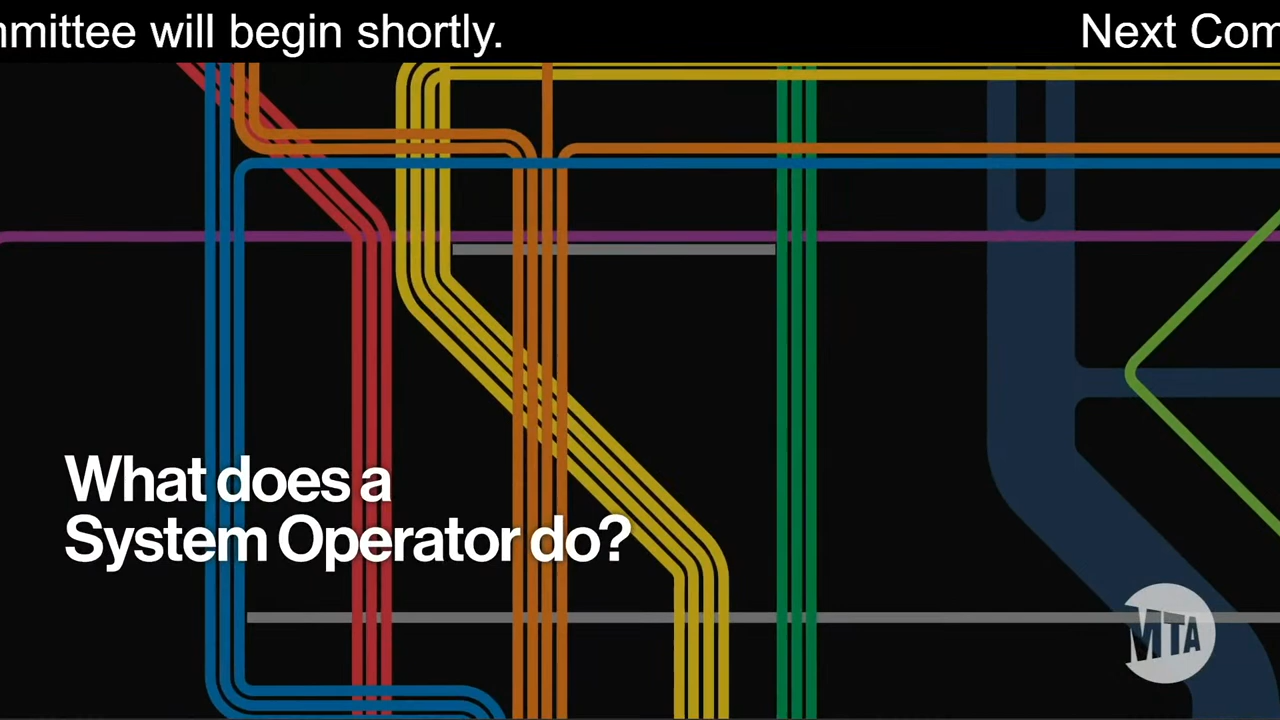 mmittee will begin shortly. Next Com
What does a
System Operator do?
MTA